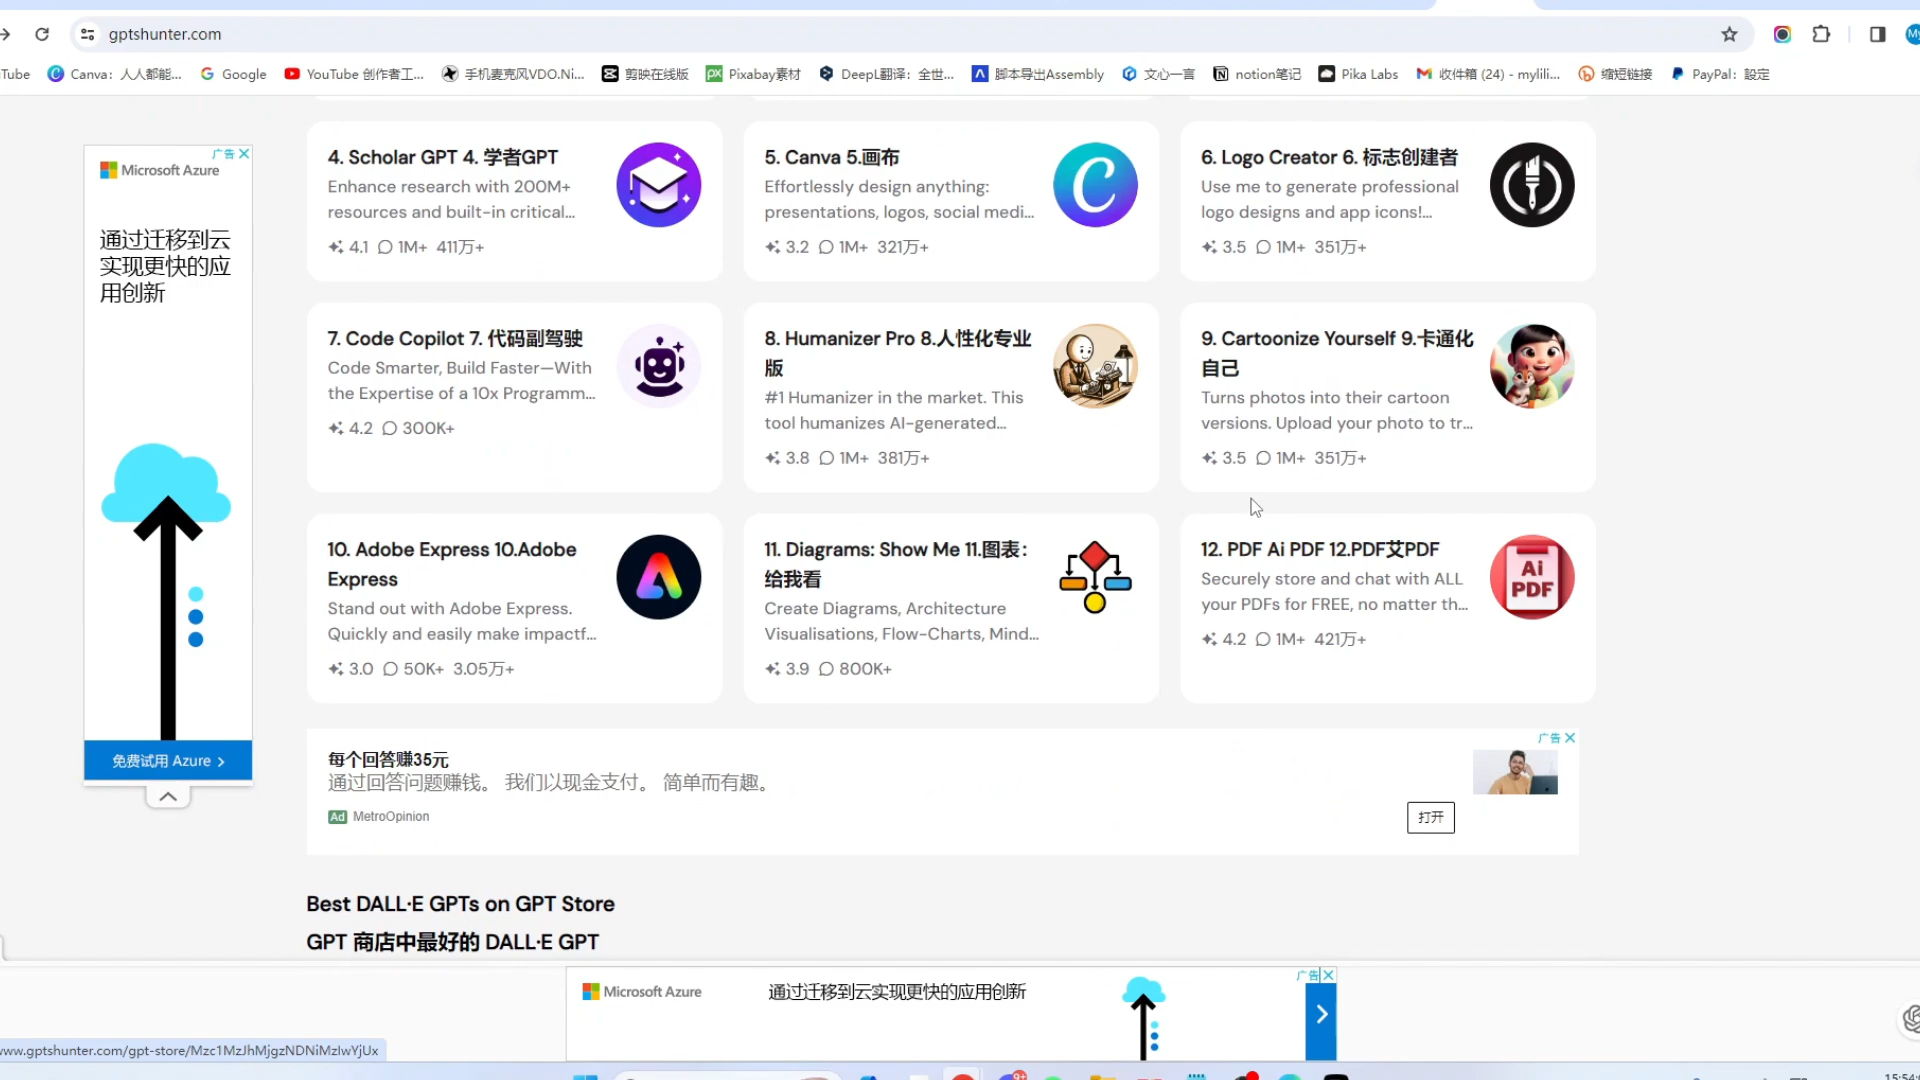 gptshunter.com
Tube
Canva：人人都能...
Google
YouTube 创作者工...
手机麦克风VDO.Ni...
剪映在线版
Pixabay素材
DeepL翻译：全世...
脚本导出Assembly
文心一言
notion笔记
Pika Labs
收件箱 (24) - mylili...
缩短链接
PayPal：設定
广告
Microsoft Azure
通过迁移到云
实现更快的应
用创新
免费试用 Azure
4. Scholar GPT 4. 学者GPT
Enhance research with 200M+
resources and built-in critical...
4.1 1M+ 411万+
5. Canva 5.画布
Effortlessly design anything:
presentations, logos, social medi...
3.2 1M+ 321万+
6. Logo Creator 6. 标志创建者
Use me to generate professional
logo designs and app icons!...
3.5 1M+ 351万+
7. Code Copilot 7. 代码副驾驶
Code Smarter, Build Faster—With
the Expertise of a 10x Programm...
4.2 300K+
8. Humanizer Pro 8.人性化专业
版
#1 Humanizer in the market. This
tool humanizes AI-generated...
3.8 1M+ 381万+
9. Cartoonize Yourself 9.卡通化
自己
Turns photos into their cartoon
versions. Upload your photo to tr...
3.5 1M+ 351万+
10. Adobe Express 10.Adobe
Express
Stand out with Adobe Express.
Quickly and easily make impactf...
3.0 50K+ 3.05万+
11. Diagrams: Show Me 11.图表：
给我看
Create Diagrams, Architecture
Visualisations, Flow-Charts, Mind...
3.9 800K+
12. PDF Ai PDF 12.PDF艾PDF
Securely store and chat with ALL
your PDFs for FREE, no matter th...
4.2 1M+ 421万+
Ai
PDF
广告
每个回答赚35元
通过回答问题赚钱。 我们以现金支付。 简单而有趣。
Ad MetroOpinion
打开
Best DALL·E GPTs on GPT Store
GPT 商店中最好的 DALL·E GPT
广告
Microsoft Azure
通过迁移到云实现更快的应用创新
www.gptshunter.com/gpt-store/Mzc1MzJhMjgzNDNiMzIwYjUx